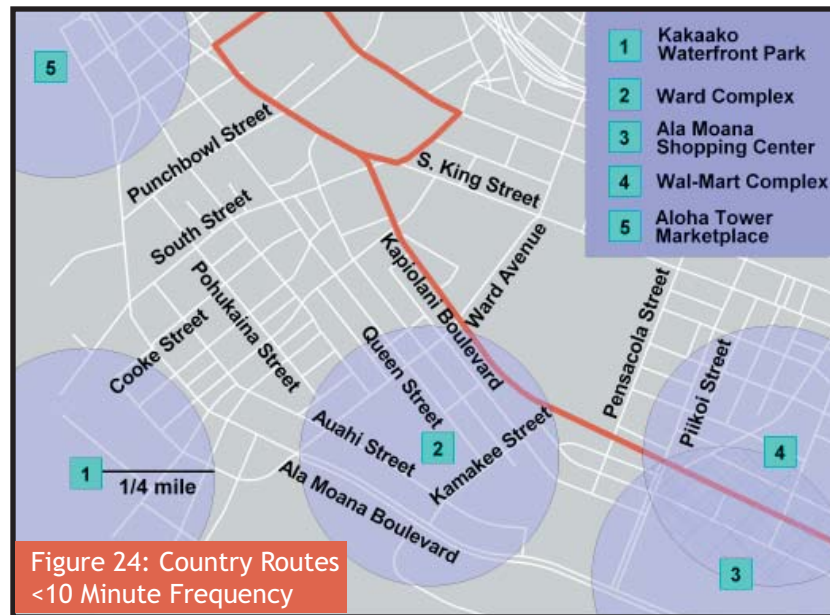 5
Punchbowl Street
South Street
Pohukaina Street
Cooke Street
S. King Street
Kapiolani Boulevard
Ward Avenue
Queen Street
Pensacola Street
Piikoi Street
Auahi Street
Kamakee Street
Ala Moana Boulevard
1
1/4 mile
2
4
3
1 Kakaako
Waterfront Park
2 Ward Complex
3 Ala Moana
Shopping Center
4 Wal-Mart Complex
5 Aloha Tower
Marketplace
Figure 24: Country Routes
<10 Minute Frequency